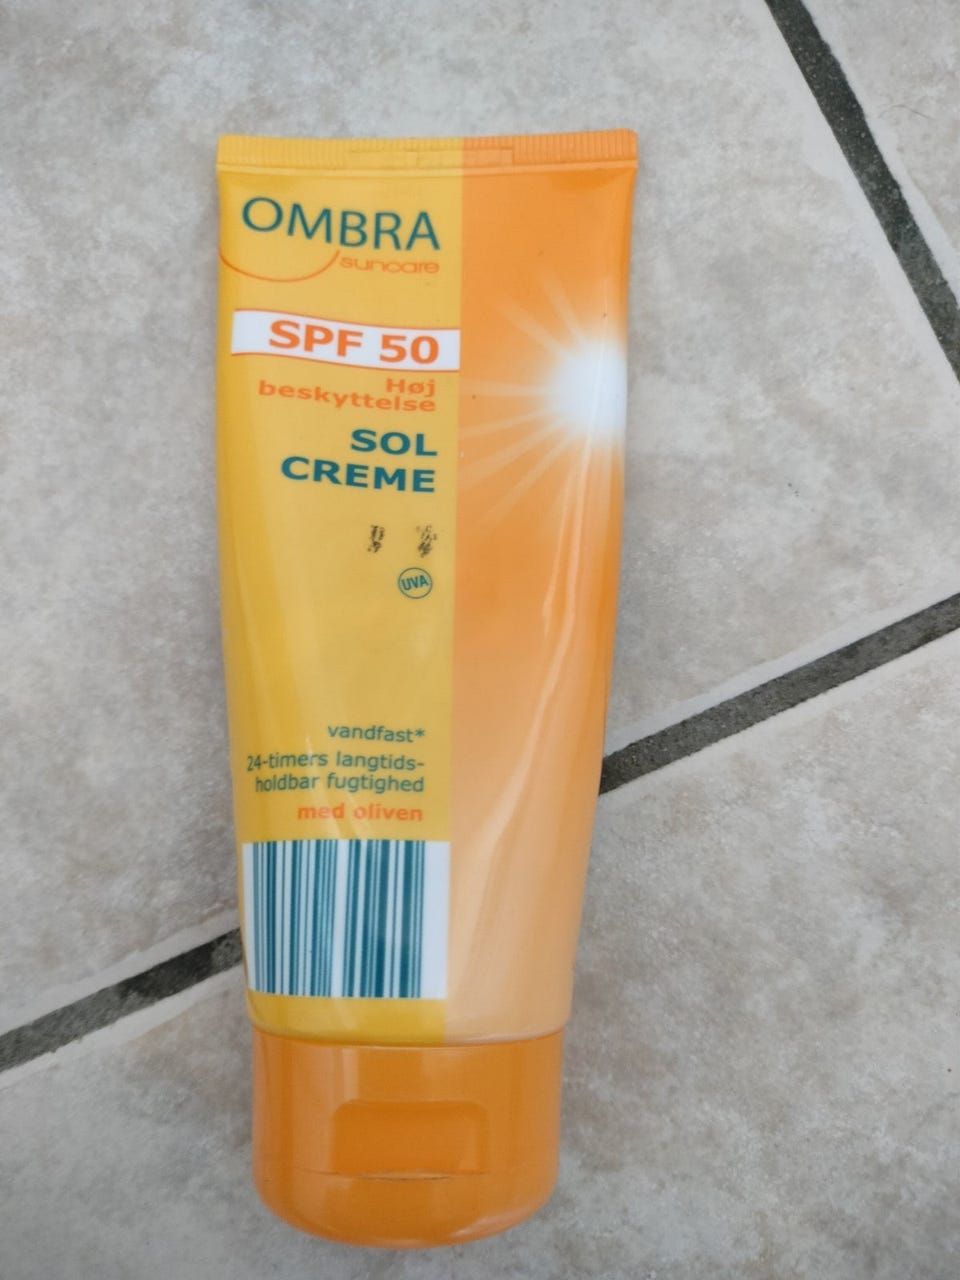 OMBRA
suncare
SPF 50
Høj
beskyttelse
SOL
CREME
UVA
vandfast*
24-timers langtids-
holdbar fugtighed
med oliven